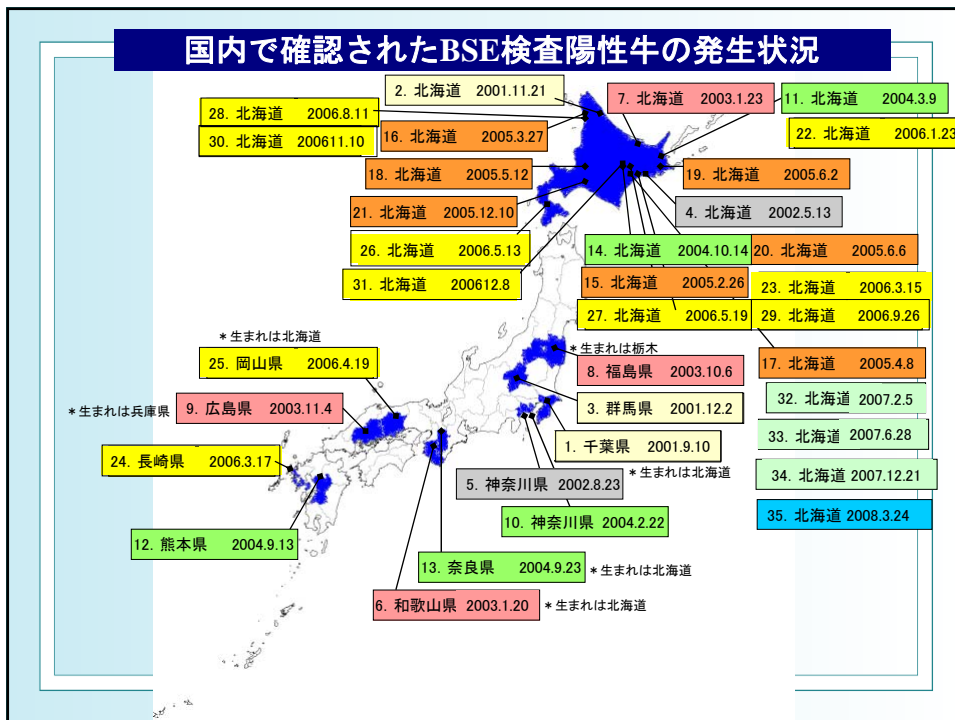 国内で確認されたBSE検査陽性牛の発生状況
2. 北海道 2001.11.21
7. 北海道 2003.1.23
11. 北海道 2004.3.9
28. 北海道 2006.8.11
16. 北海道 2005.3.27
22. 北海道 2006.1.23
30. 北海道 200611.10
18. 北海道 2005.5.12
19. 北海道 2005.6.2
21. 北海道 2005.12.10
4. 北海道 2002.5.13
26. 北海道 2006.5.13
14. 北海道 2004.10.14
20. 北海道 2005.6.6
31. 北海道 200612.8
15. 北海道 2005.2.26
23. 北海道 2006.3.15
27. 北海道 2006.5.19
29. 北海道 2006.9.26
*生まれは北海道
25. 岡山県 2006.4.19
*生まれは栃木
8. 福島県 2003.10.6
17. 北海道 2005.4.8
*生まれは兵庫県
9. 広島県 2003.11.4
3. 群馬県 2001.12.2
32. 北海道 2007.2.5
1. 千葉県 2001.9.10
*生まれは北海道
33. 北海道 2007.6.28
24. 長崎県 2006.3.17
5. 神奈川県 2002.8.23
34. 北海道 2007.12.21
10. 神奈川県 2004.2.22
35. 北海道 2008.3.24
12. 熊本県 2004.9.13
13. 奈良県 2004.9.23
*生まれは北海道
6. 和歌山県 2003.1.20
*生まれは北海道